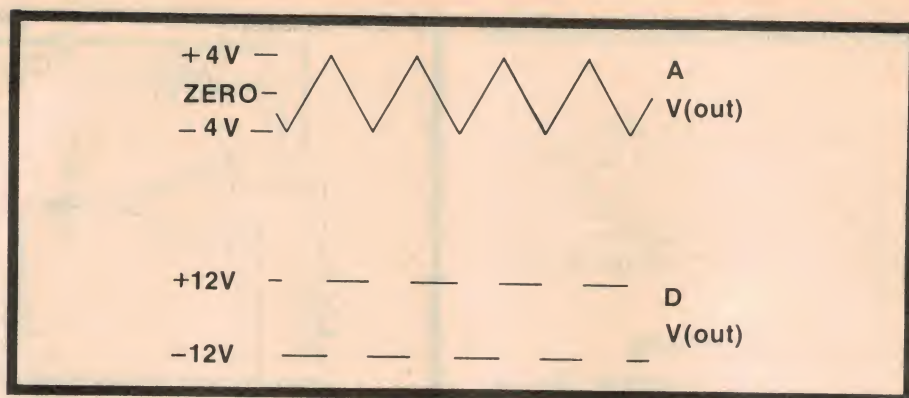 +4V
A
ZERO
V(out)
-4V
+12V
D
V(out)
-12V